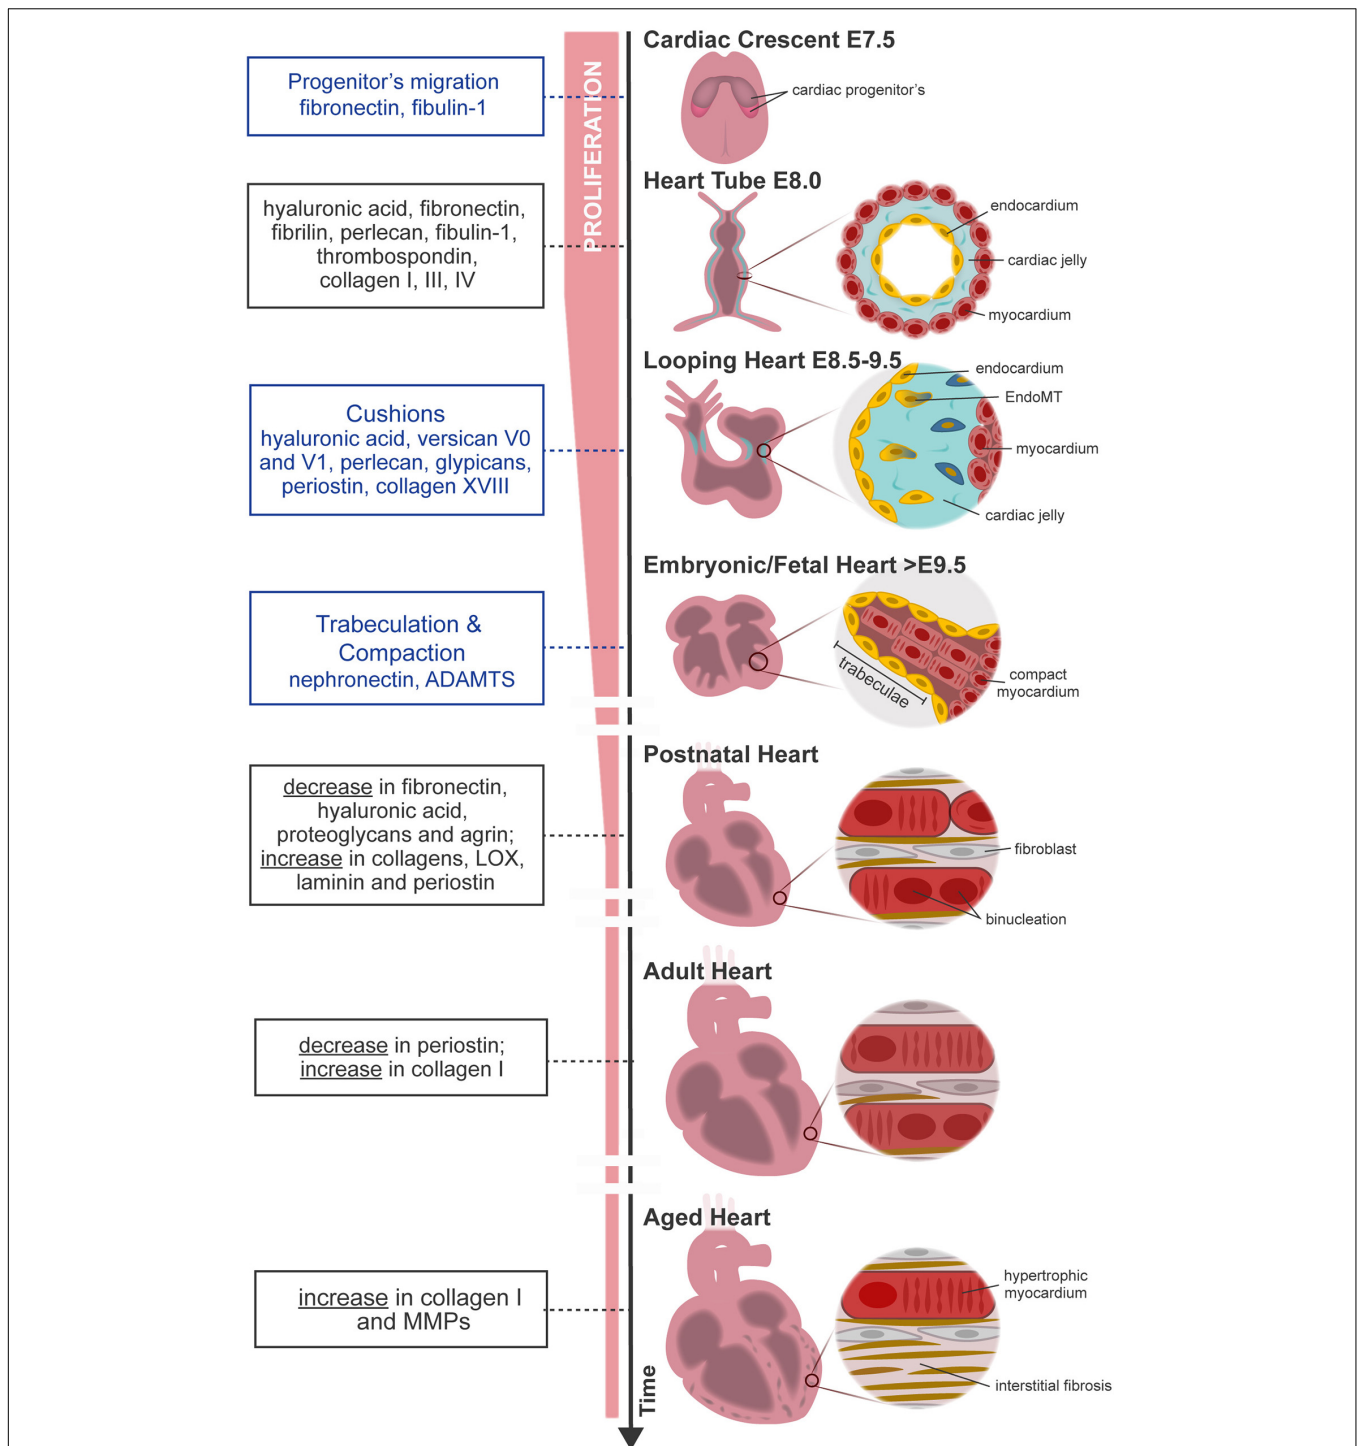 Cardiac Crescent E7.5
Progenitor's migration
fibronectin, fibulin-1
PROLIFERATION
cardiac progenitor's
Heart Tube E8.0
hyaluronic acid, fibronectin,
fibrilin, perlecan, fibulin-1,
thrombospondin,
collagen I, III, IV
endocardium
cardiac jelly
myocardium
Looping Heart E8.5-9.5
Cushions
hyaluronic acid, versican V0
and V1, perlecan, glypicans,
periostin, collagen XVIII
endocardium
EndoMT
myocardium
cardiac jelly
Embryonic/Fetal Heart >E9.5
Trabeculation &
Compaction
nephronectin, ADAMTS
trabeculae
compact
myocardium
Postnatal Heart
decrease in fibronectin,
hyaluronic acid,
proteoglycans and agrin;
increase in collagens, LOX,
laminin and periostin
fibroblast
binucleation
Adult Heart
decrease in periostin;
increase in collagen I
Aged Heart
increase in collagen I
and MMPs
hypertrophic
myocardium
interstitial fibrosis
Time